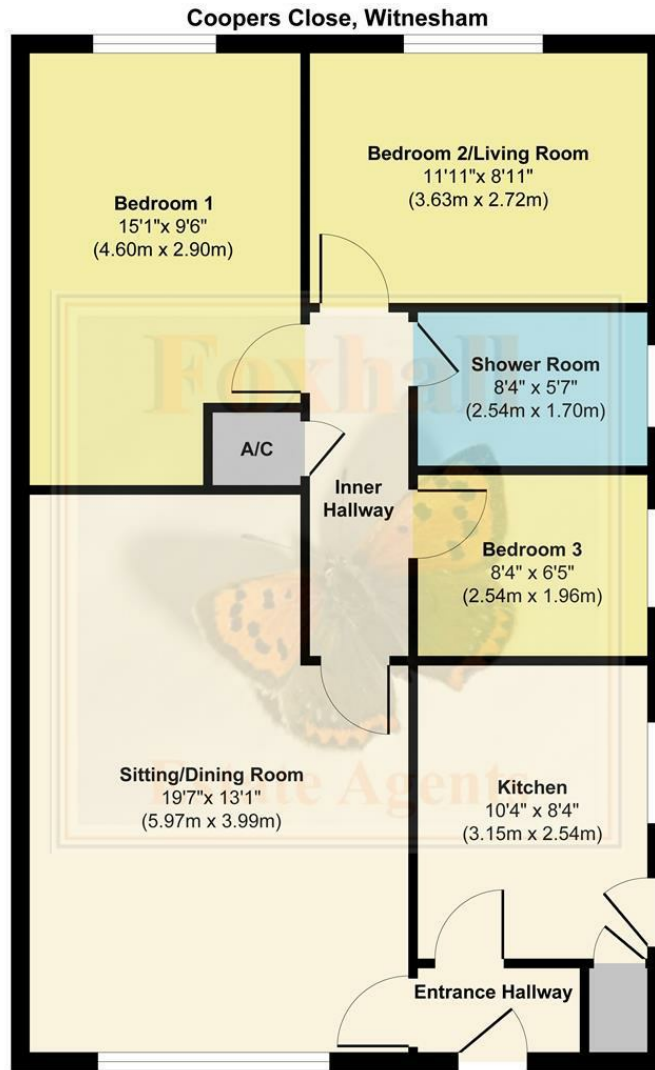 Coopers Close, Witnesham
Bedroom 1
15'1"x 9'6"
(4.60m x 2.90m)
Bedroom 2/Living Room
11'11"x 8'11"
(3.63m x 2.72m)
Shower Room
8'4" x 5'7"
(2.54m x 1.70m)
A/C
Inner
Hallway
Bedroom 3
8'4" x 6'5"
(2.54m x 1.96m)
Sitting/Dining Room
19'7"x 13'1"
(5.97m x 3.99m)
Kitchen
10'4" x 8'4"
(3.15m x 2.54m)
Entrance Hallway
Foxhall
Estate Agents